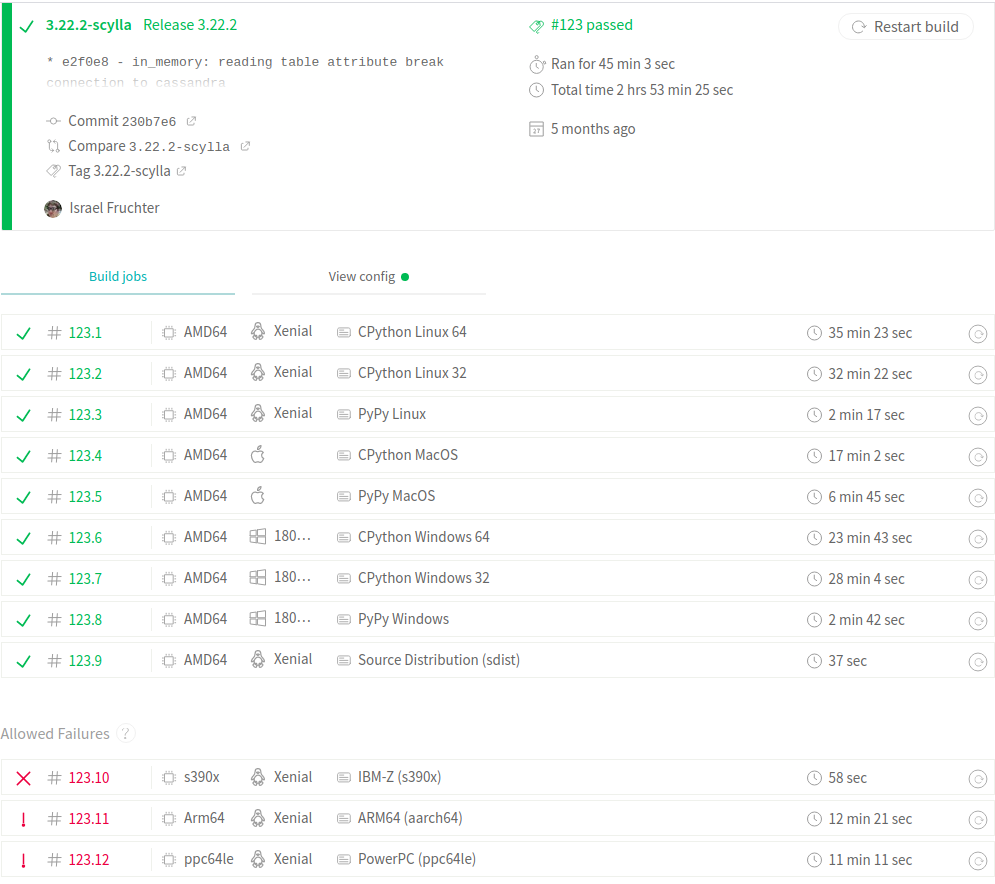 3.22.2-scylla Release 3.22.2
#123 passed
Restart build
* e2f0e8 - in_memory: reading table attribute break
connection to cassandra
Ran for 45 min 3 sec
Total time 2 hrs 53 min 25 sec
Commit 230b7e6
5 months ago
Compare 3.22.2-scylla
Tag 3.22.2-scylla
Israel Fruchter
Build jobs View config
# 123.1 AMD64 Xenial CPython Linux 64 35 min 23 sec
# 123.2 AMD64 Xenial CPython Linux 32 32 min 22 sec
# 123.3 AMD64 Xenial PyPy Linux 2 min 17 sec
# 123.4 AMD64 CPython MacOS 17 min 2 sec
# 123.5 AMD64 PyPy MacOS 6 min 45 sec
# 123.6 AMD64 180... CPython Windows 64 23 min 43 sec
# 123.7 AMD64 180... CPython Windows 32 28 min 4 sec
# 123.8 AMD64 180... PyPy Windows 2 min 42 sec
# 123.9 AMD64 Xenial Source Distribution (sdist) 37 sec
Allowed Failures ?
# 123.10 s390x Xenial IBM-Z (s390x) 58 sec
! # 123.11 Arm64 Xenial ARM64 (aarch64) 12 min 21 sec
! # 123.12 ppc64le Xenial PowerPC (ppc64le) 11 min 11 sec